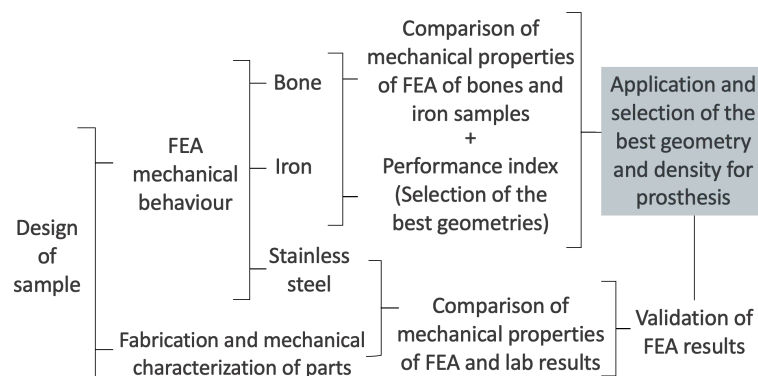 Design
of
sample
FEA
mechanical
behaviour
Fabrication and mechanical
characterization of parts
Bone
Iron
Stainless
steel
Comparison of
mechanical properties
of FEA of bones and
iron samples
+
Performance index
(Selection of the
best geometries)
Comparison of
mechanical properties
of FEA and lab results
Application and
selection of the
best geometry
and density for
prosthesis
Validation of
FEA results